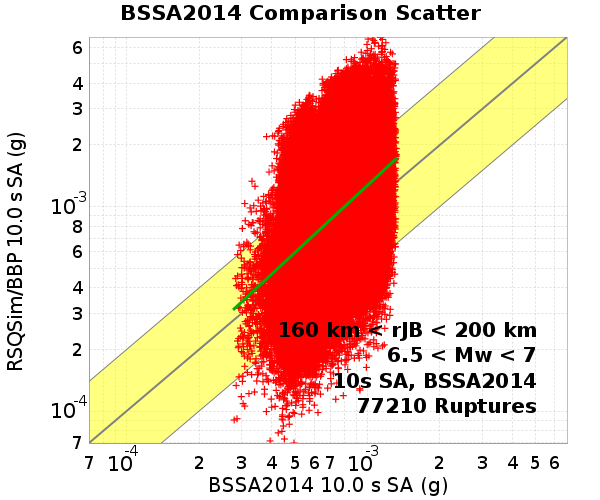 BSSA2014 Comparison Scatter
RSQSim/BBP 10.0 s SA (g)
6
4
3
2
10-3
8
6
4
3
2
10-4
7
160 km < rJB < 200 km
6.5 < Mw < 7
10s SA, BSSA2014
77210 Ruptures
7 10-4 2 3 4 5 6 7 10-3 2 3 4 5 6
BSSA2014 10.0 s SA (g)